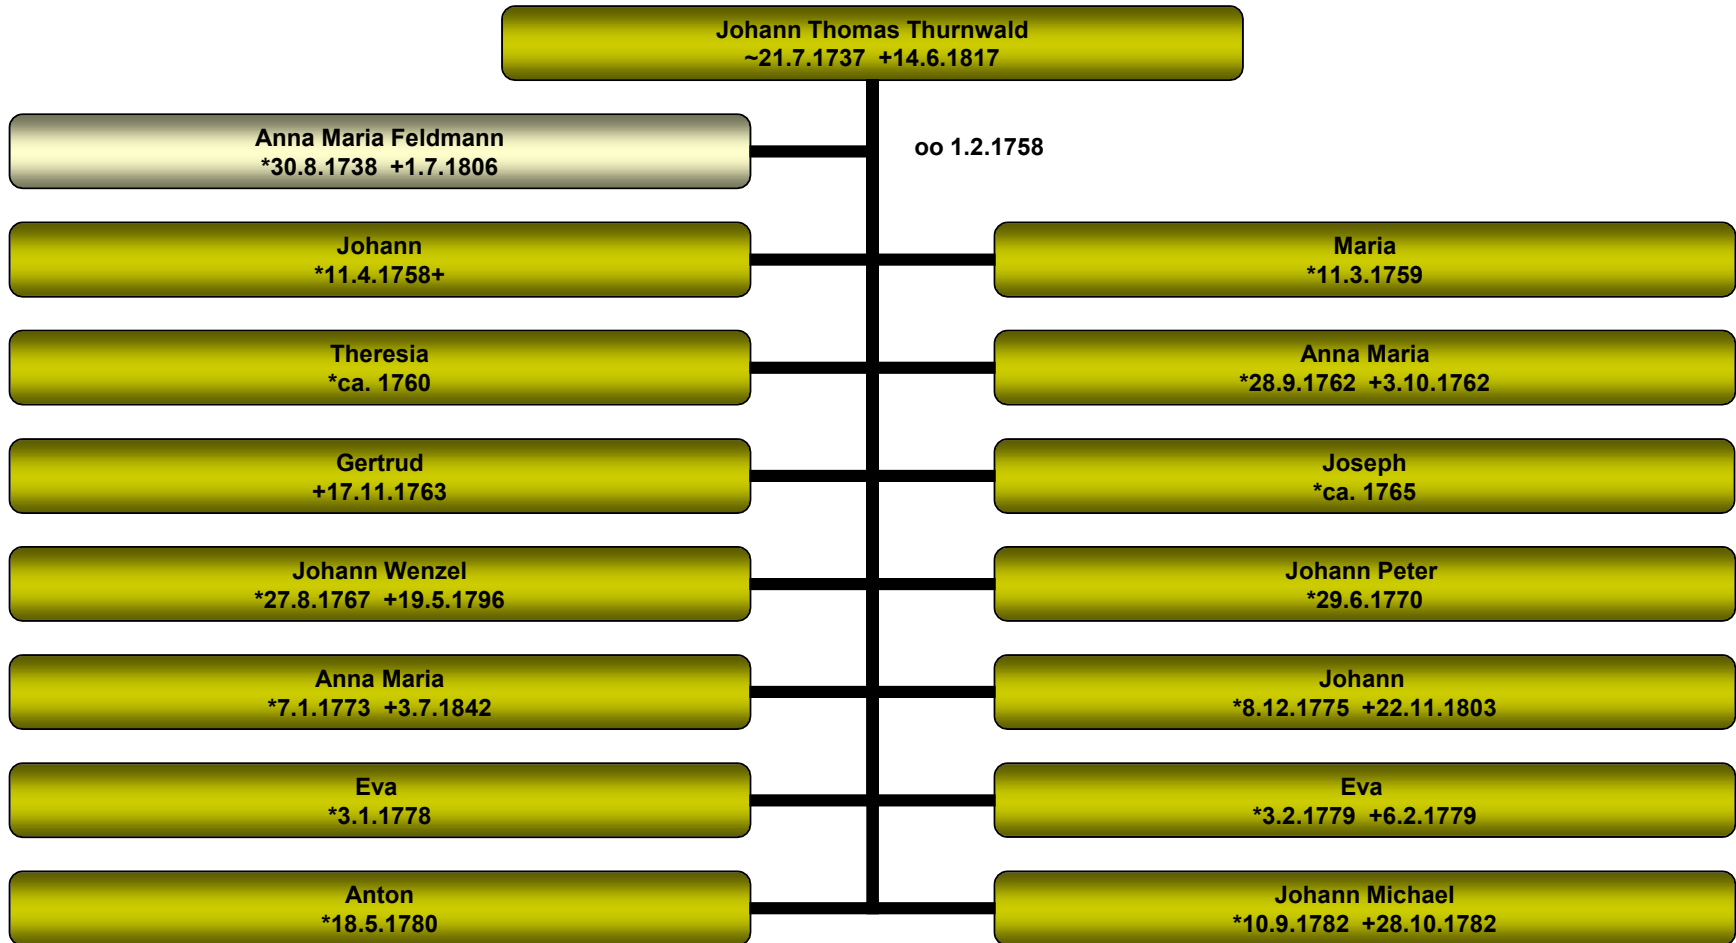 Johann Thomas Thurnwald
~21.7.1737 +14.6.1817
Anna Maria Feldmann
*30.8.1738 +1.7.1806
oo 1.2.1758
Johann
*11.4.1758+
Maria
*11.3.1759
Theresia
*ca. 1760
Anna Maria
*28.9.1762 +3.10.1762
Gertrud
+17.11.1763
Joseph
*ca. 1765
Johann Wenzel
*27.8.1767 +19.5.1796
Johann Peter
*29.6.1770
Anna Maria
*7.1.1773 +3.7.1842
Johann
*8.12.1775 +22.11.1803
Eva
*3.1.1778
Eva
*3.2.1779 +6.2.1779
Anton
*18.5.1780
Johann Michael
*10.9.1782 +28.10.1782